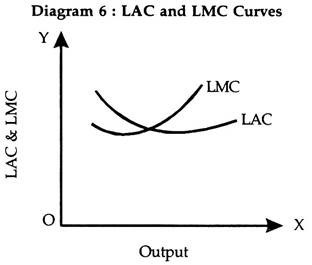 Diagram 6 : LAC and LMC Curves
Y
LMC
LAC
LAC & LMC
O
X
Output